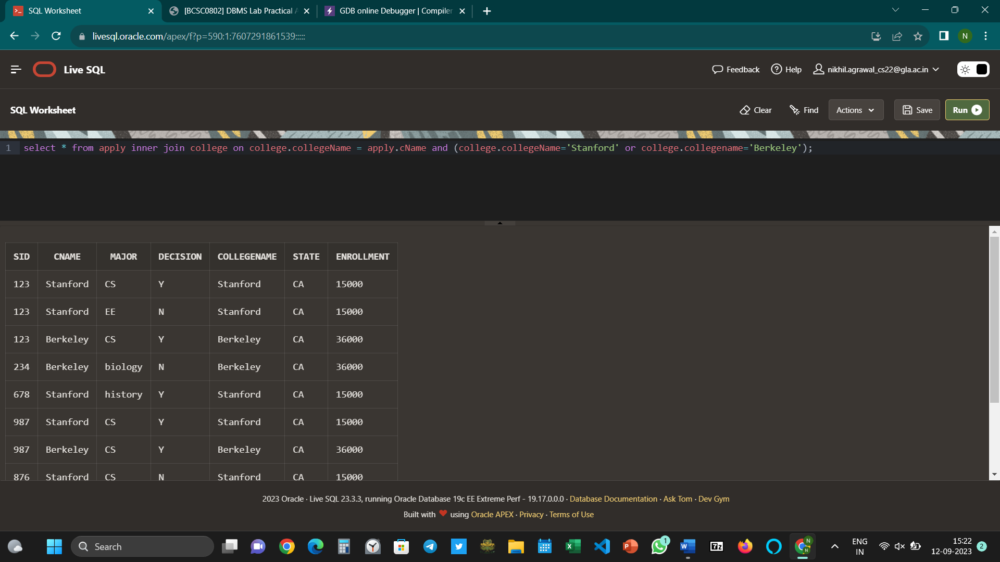 SQL Worksheet
[BCSC0802] DBMS Lab Practical A
GDB online Debugger | Compiler
livesql.oracle.com/apex/f?p=590:1:7607291861539:::::
N
Live SQL
Feedback
Help
nikhil.agrawal_cs22@gla.ac.in
SQL Worksheet
Clear
Find
Actions
Save
Run
1 select * from apply inner join college on college.collegeName = apply.cName and (college.collegeName='Stanford' or college.collegename='Berkeley');
SID CNAME MAJOR DECISION COLLEGENAME STATE ENROLLMENT
123 Stanford CS Y Stanford CA 15000
123 Stanford EE N Stanford CA 15000
123 Berkeley CS Y Berkeley CA 36000
234 Berkeley biology N Berkeley CA 36000
678 Stanford history Y Stanford CA 15000
987 Stanford CS Y Stanford CA 15000
987 Berkeley CS Y Berkeley CA 36000
876 Stanford CS N Stanford CA 15000
2023 Oracle · Live SQL 23.3.3, running Oracle Database 19c EE Extreme Perf - 19.17.0.0.0 · Database Documentation · Ask Tom · Dev Gym
Built with ❤ using Oracle APEX · Privacy · Terms of Use
Search
1
7z
N
N
ENG
IN
15:22
12-09-2023
2